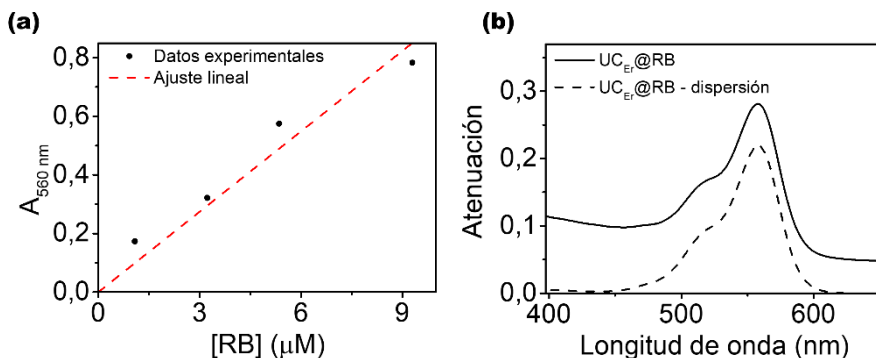 (a)
0,8
0,6
0,4
0,2
0,0
A560 nm
Datos experimentales
Ajuste lineal
0 3 6 9
[RB] (μM)
(b)
0,3
0,2
0,1
0,0
Atenuación
UCEr@RB
UCEr@RB - dispersión
400 500 600
Longitud de onda (nm)